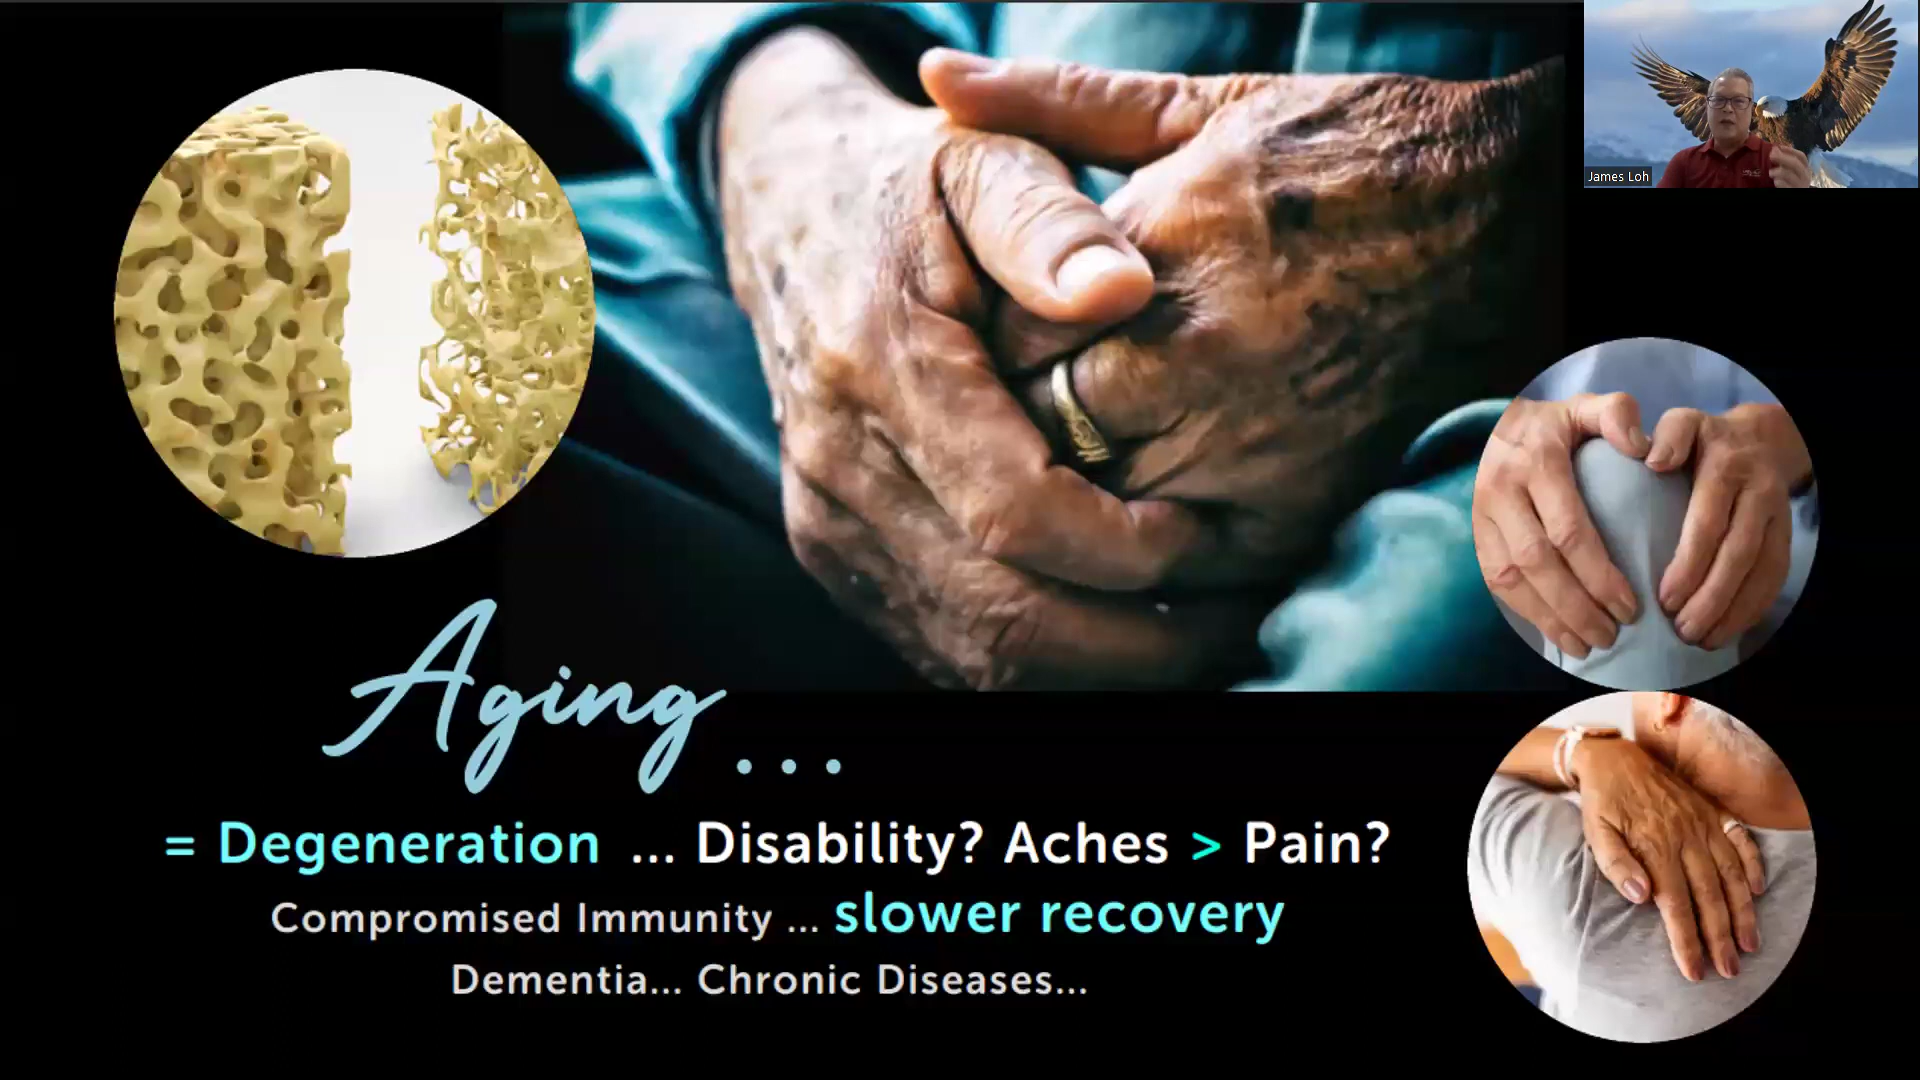 James Loh
Aging...
= Degeneration ... Disability? Aches > Pain?
Compromised Immunity ... slower recovery
Dementia... Chronic Diseases...